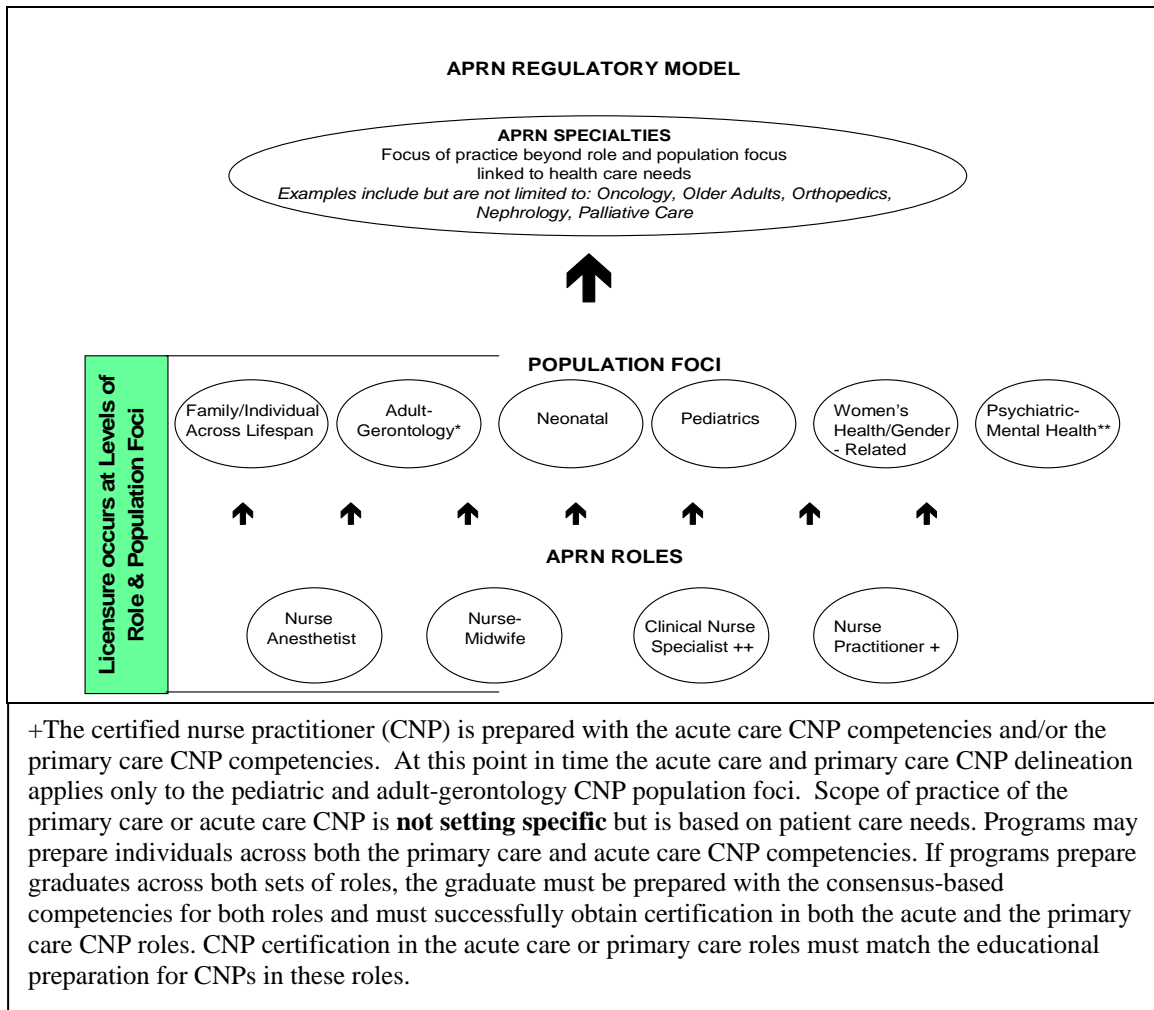 APRN REGULATORY MODEL
APRN SPECIALTIES
Focus of practice beyond role and population focus
linked to health care needs
Examples include but are not limited to: Oncology, Older Adults, Orthopedics,
Nephrology, Palliative Care
Licensure occurs at Levels of
Role & Population Foci
POPULATION FOCI
Family/Individual
Across Lifespan
Adult-
Gerontology*
Neonatal
Pediatrics
Women's
Health/Gender
- Related
Psychiatric-
Mental Health**
APRN ROLES
Nurse
Anesthetist
Nurse-
Midwife
Clinical Nurse
Specialist ++
Nurse
Practitioner +
+The certified nurse practitioner (CNP) is prepared with the acute care CNP competencies and/or the
primary care CNP competencies.  At this point in time the acute care and primary care CNP delineation
applies only to the pediatric and adult-gerontology CNP population foci.  Scope of practice of the
primary care or acute care CNP is not setting specific but is based on patient care needs. Programs may
prepare individuals across both the primary care and acute care CNP competencies. If programs prepare
graduates across both sets of roles, the graduate must be prepared with the consensus-based
competencies for both roles and must successfully obtain certification in both the acute and the primary
care CNP roles. CNP certification in the acute care or primary care roles must match the educational
preparation for CNPs in these roles.